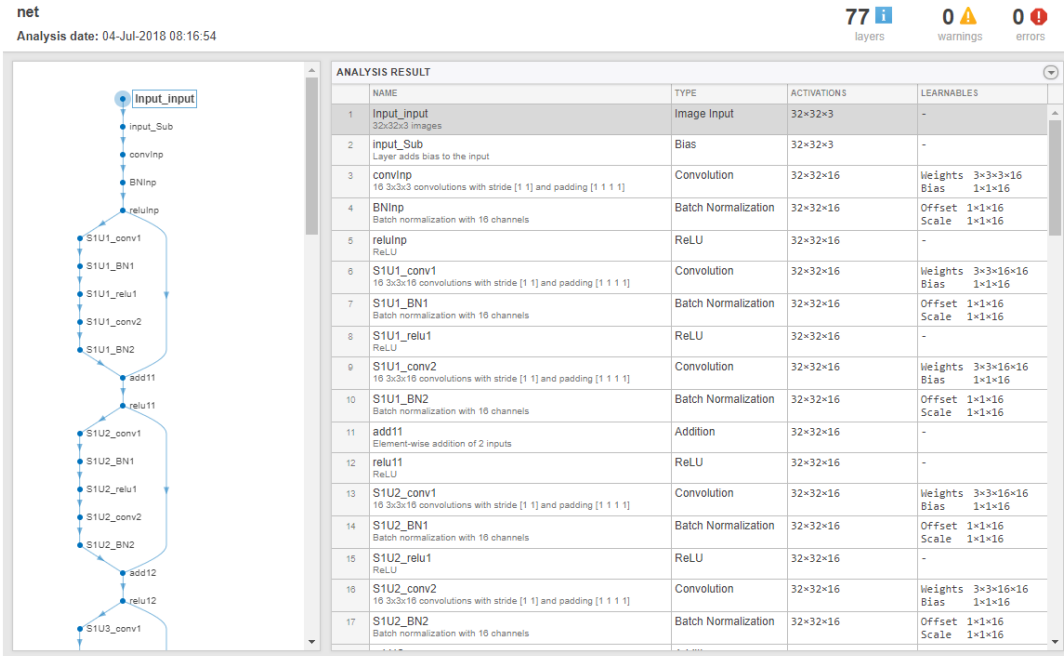 net
Analysis date: 04-Jul-2018 08:16:54
77
layers
0
warnings
0
errors
Input_input
input_Sub
convInp
BNInp
reluInp
S1U1_conv1
S1U1_BN1
S1U1_relu1
S1U1_conv2
S1U1_BN2
add11
relu11
S1U2_conv1
S1U2_BN1
S1U2_relu1
S1U2_conv2
S1U2_BN2
add12
relu12
S1U3_conv1
ANALYSIS RESULT
NAME TYPE ACTIVATIONS LEARNABLES
1 Input_input Image Input 32×32×3 -
32x32x3 images
2 input_Sub Bias 32×32×3 -
Layer adds bias to the input
3 convInp Convolution 32×32×16 Weights 3×3×3×16
16 3x3x3 convolutions with stride [1 1] and padding [1 1 1 1] Bias 1×1×16
4 BNInp Batch Normalization 32×32×16 Offset 1×1×16
Batch normalization with 16 channels Scale 1×1×16
5 reluInp ReLU 32×32×16 -
ReLU
6 S1U1_conv1 Convolution 32×32×16 Weights 3×3×16×16
16 3x3x16 convolutions with stride [1 1] and padding [1 1 1 1] Bias 1×1×16
7 S1U1_BN1 Batch Normalization 32×32×16 Offset 1×1×16
Batch normalization with 16 channels Scale 1×1×16
8 S1U1_relu1 ReLU 32×32×16 -
ReLU
9 S1U1_conv2 Convolution 32×32×16 Weights 3×3×16×16
16 3x3x16 convolutions with stride [1 1] and padding [1 1 1 1] Bias 1×1×16
10 S1U1_BN2 Batch Normalization 32×32×16 Offset 1×1×16
Batch normalization with 16 channels Scale 1×1×16
11 add11 Addition 32×32×16 -
Element-wise addition of 2 inputs
12 relu11 ReLU 32×32×16 -
ReLU
13 S1U2_conv1 Convolution 32×32×16 Weights 3×3×16×16
16 3x3x16 convolutions with stride [1 1] and padding [1 1 1 1] Bias 1×1×16
14 S1U2_BN1 Batch Normalization 32×32×16 Offset 1×1×16
Batch normalization with 16 channels Scale 1×1×16
15 S1U2_relu1 ReLU 32×32×16 -
ReLU
16 S1U2_conv2 Convolution 32×32×16 Weights 3×3×16×16
16 3x3x16 convolutions with stride [1 1] and padding [1 1 1 1] Bias 1×1×16
17 S1U2_BN2 Batch Normalization 32×32×16 Offset 1×1×16
Batch normalization with 16 channels Scale 1×1×16